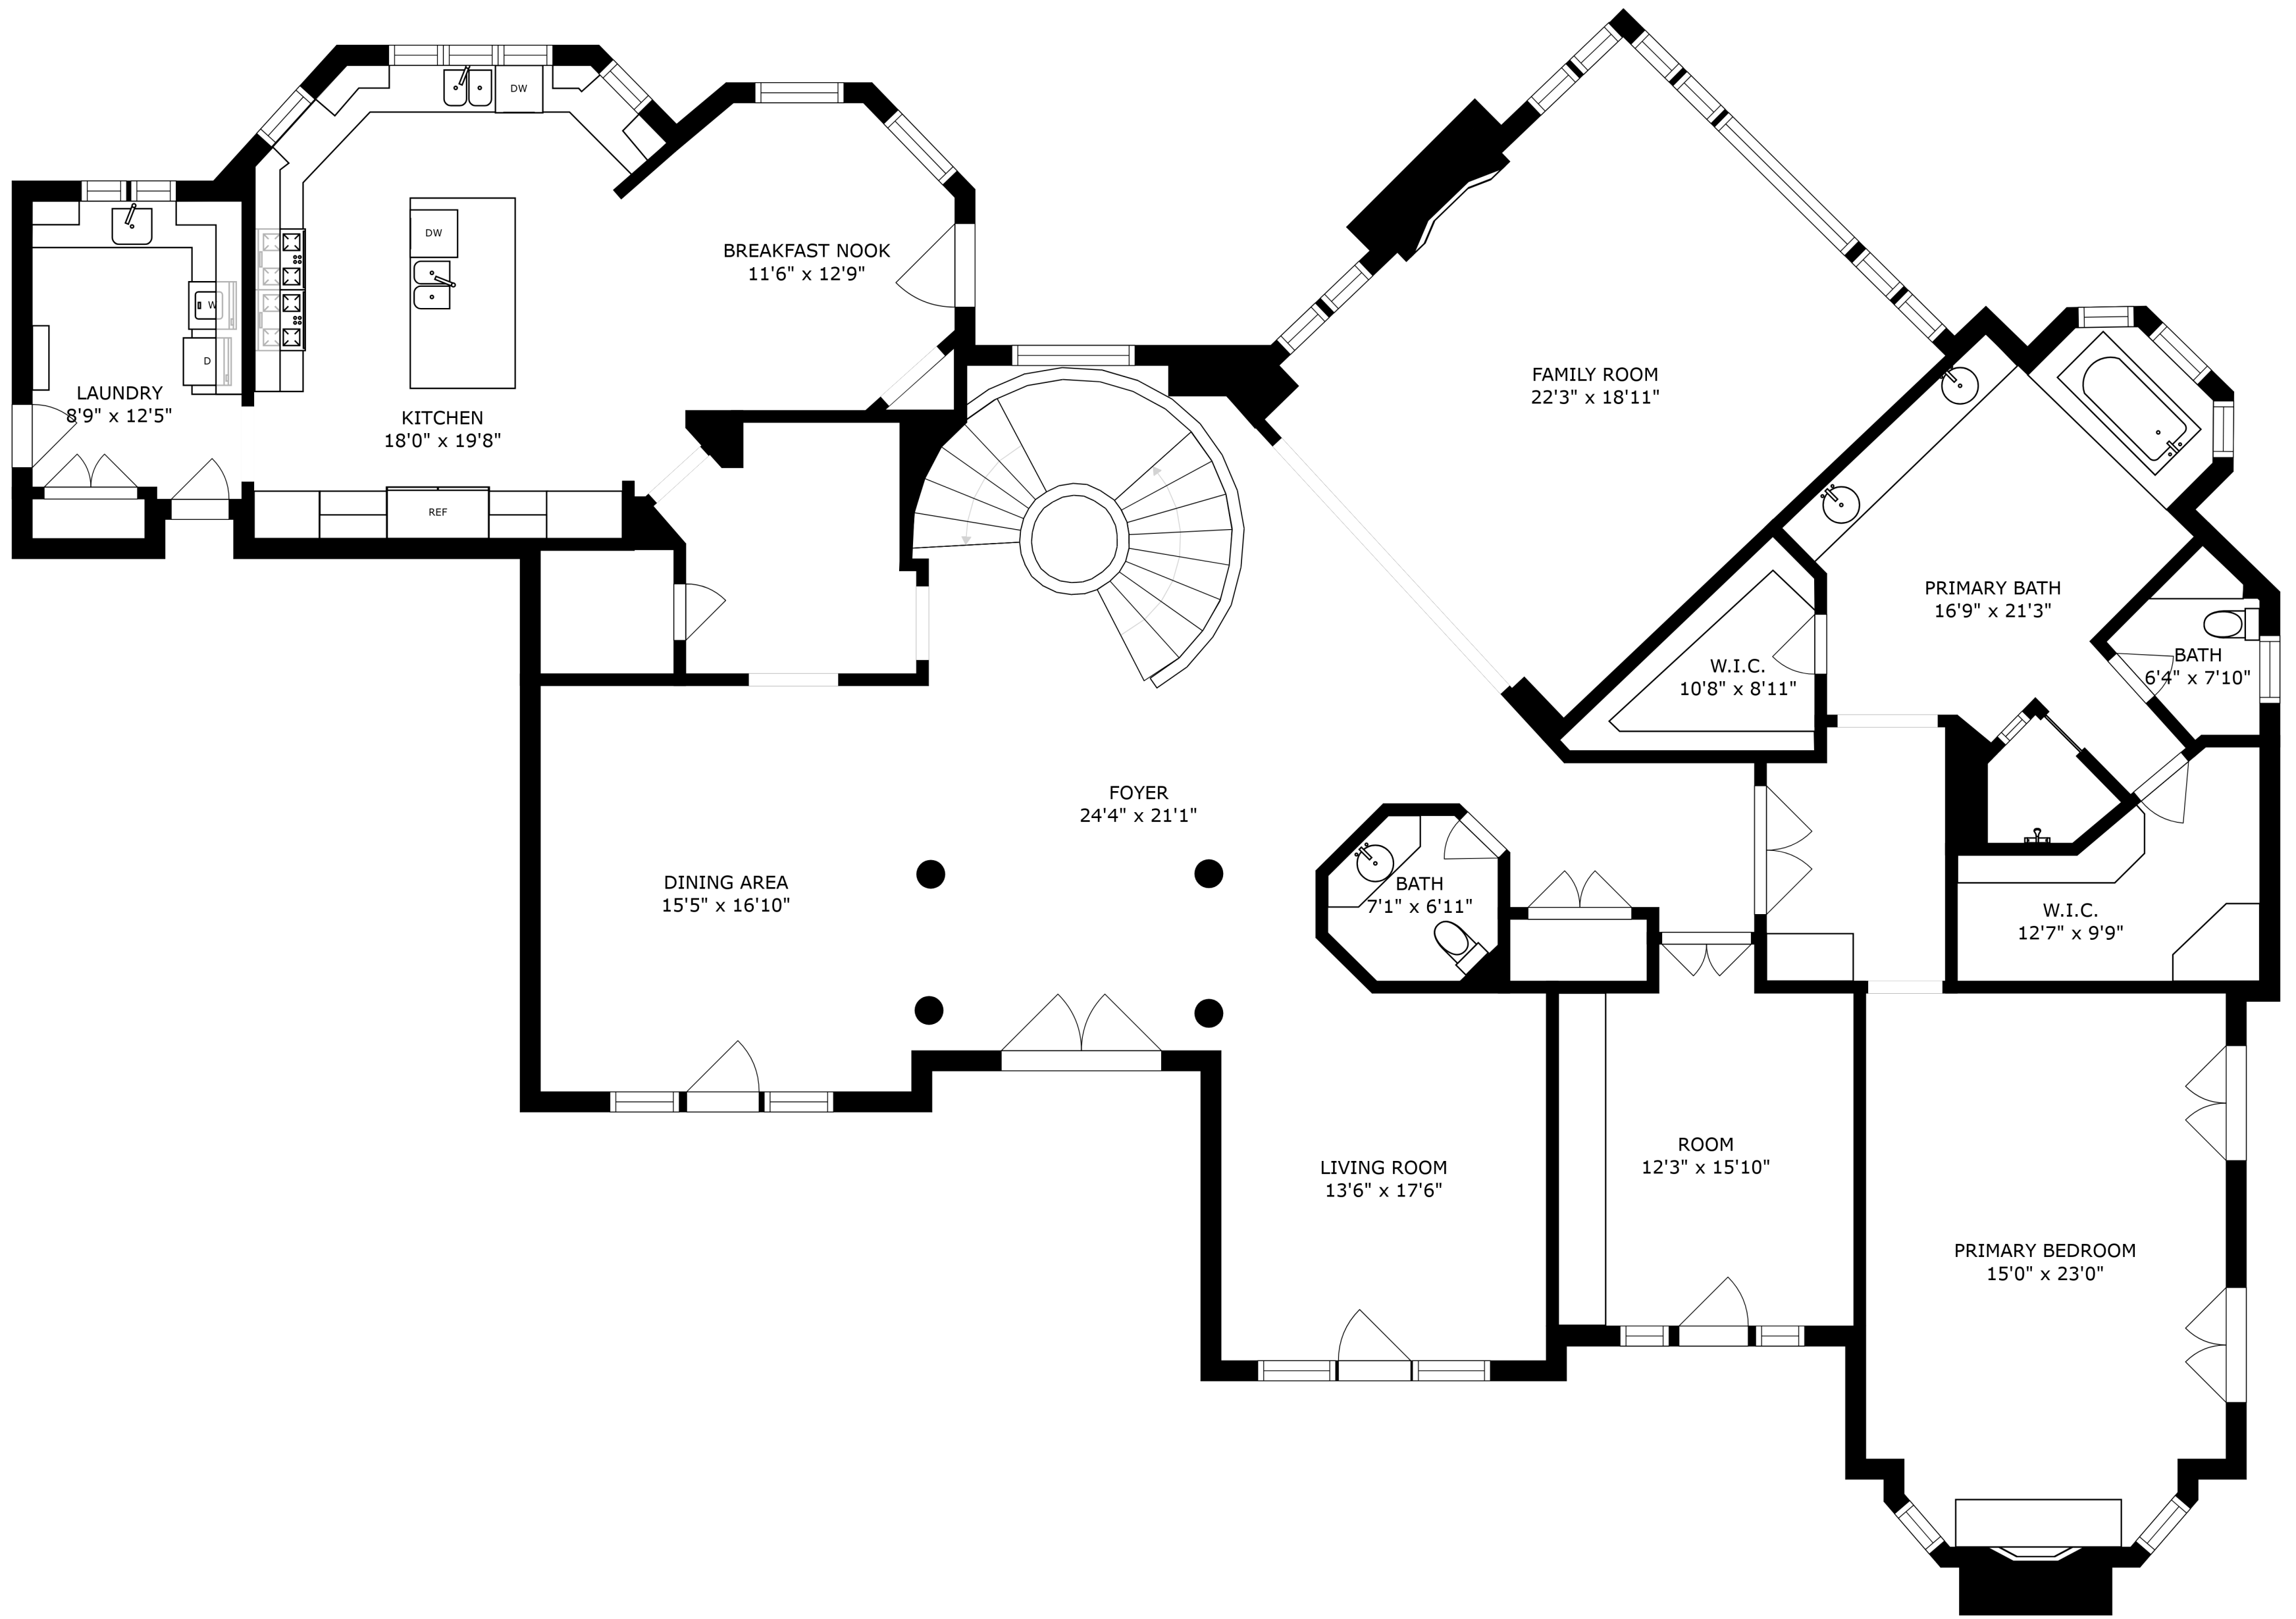 DW
DW
BREAKFAST NOOK
11'6" x 12'9"
W
D
LAUNDRY
8'9" x 12'5"
KITCHEN
18'0" x 19'8"
REF
FAMILY ROOM
22'3" x 18'11"
PRIMARY BATH
16'9" x 21'3"
W.I.C.
10'8" x 8'11"
BATH
6'4" x 7'10"
FOYER
24'4" x 21'1"
DINING AREA
15'5" x 16'10"
BATH
7'1" x 6'11"
W.I.C.
12'7" x 9'9"
LIVING ROOM
13'6" x 17'6"
ROOM
12'3" x 15'10"
PRIMARY BEDROOM
15'0" x 23'0"